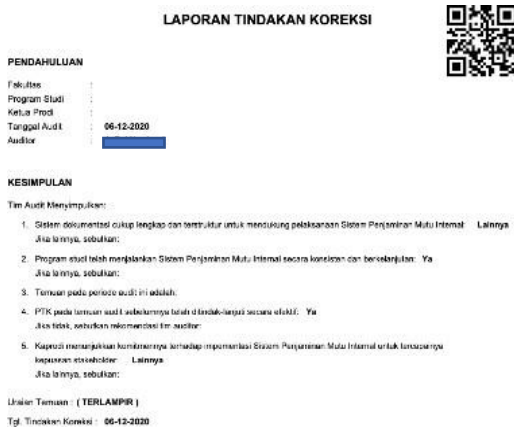 LAPORAN TINDAKAN KOREKSI
PENDAHULUAN
Fakultas :
Program Studi :
Ketua Prodi :
Tanggal Audit : 06-12-2020
Auditor :
KESIMPULAN
Tim Audit Menyimpulkan:
1. Sistem dokumentasi cukup lengkap dan terstruktur untuk mendukung pelaksanaan Sistem Penjaminan Mutu Internal: Lainnya
Jika lainnya, sebutkan:
2. Program studi telah menjalankan Sistem Penjaminan Mutu Internal secara konsisten dan berkelanjutan: Ya
Jika lainnya, sebutkan:
3. Temuan pada periode audit ini adalah:
4. PTK pada temuan audit sebelumnya telah ditindak-lanjuti secara efektif: Ya
Jika tidak, sebutkan rekomendasi tim auditor:
5. Kaprodi menunjukkan komitmennya terhadap impementasi Sistem Penjaminan Mutu Internal untuk tercapainya
kepuasan stakeholder: Lainnya
Jika lainnya, sebutkan:
Uraian Temuan : ( TERLAMPIR )
Tgl. Tindakan Koreksi : 06-12-2020